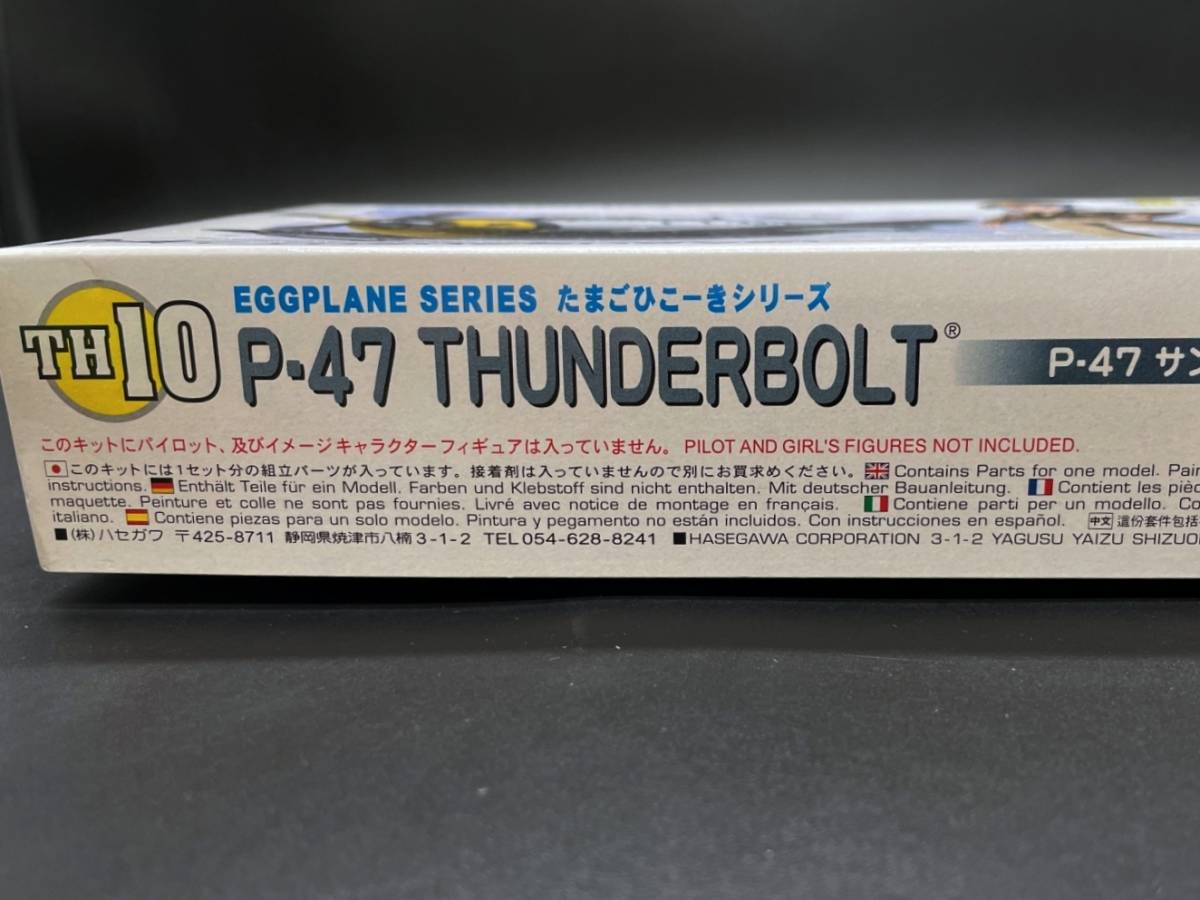 TH10
EGGPLANE SERIES たまごひこーきシリーズ
P-47 THUNDERBOLT®
P-47 サン
このキットにパイロット、及びイメージキャラクターフィギュアは入っていません。 PILOT AND GIRL'S FIGURES NOT INCLUDED.
このキットには1セット分の組立パーツが入っています。接着剤は入っていませんので別にお買求めください。 Contains Parts for one model.
instructions. Enthält Teile für ein Modell. Farben und Klebstoff sind nicht enthalten. Mit deutscher Bauanleitung. Contient les
maquette. Peinture et colle ne sont pas fournies. Livré avec notice de montage en français. Contiene parti per un modello.
italiano. Contiene piezas para un solo modelo. Pintura y pegamento no están incluidos. Con instrucciones en español. 中文 這份套件包括
■(株)ハセガワ 〒425-8711 静岡県焼津市八楠3-1-2 TEL054-628-8241 ■HASEGAWA CORPORATION 3-1-2 YAGUSU YAIZU